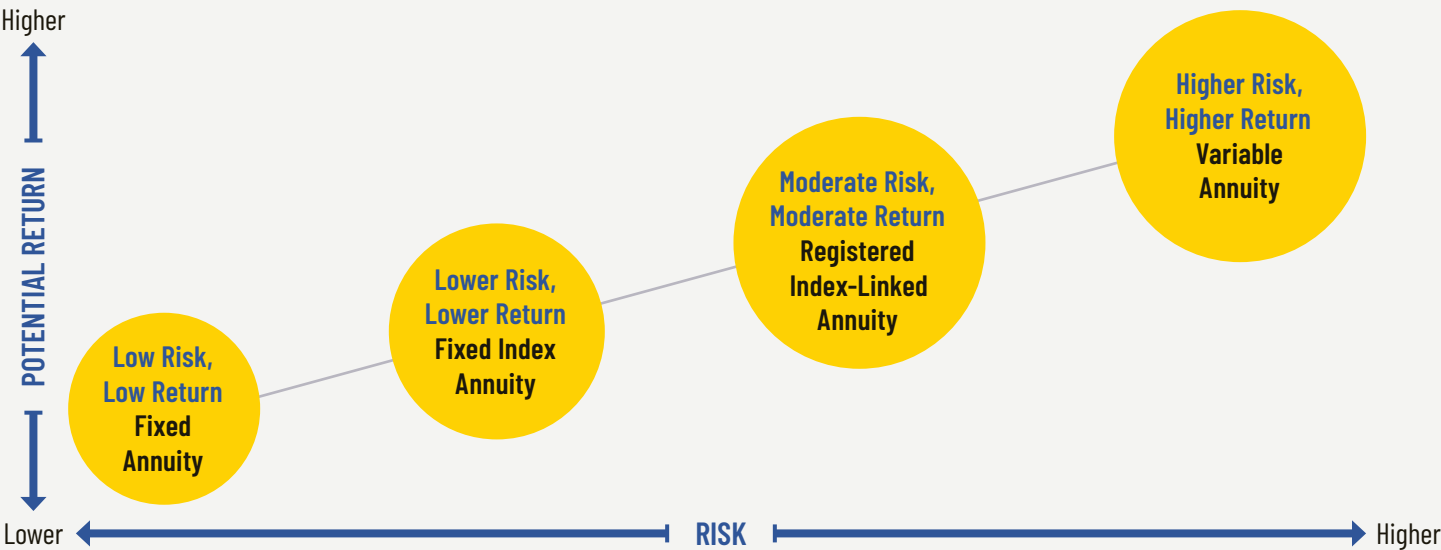 Higher
POTENTIAL RETURN
Low Risk,
Low Return
Fixed
Annuity
Lower Risk,
Lower Return
Fixed Index
Annuity
Moderate Risk,
Moderate Return
Registered
Index-Linked
Annuity
Higher Risk,
Higher Return
Variable
Annuity
Lower
RISK
Higher